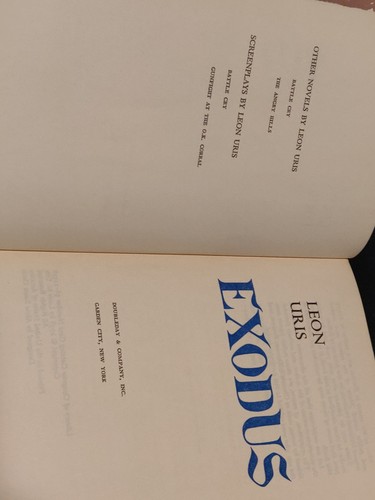 OTHER NOVELS BY LEON URIS
BATTLE CRY
THE ANGRY HILLS
SCREENPLAYS BY LEON URIS
BATTLE CRY
GUNFIGHT AT THE O.K. CORRAL
LEON
URIS
EXODUS
DOUBLEDAY & COMPANY, INC.
GARDEN CITY, NEW YORK